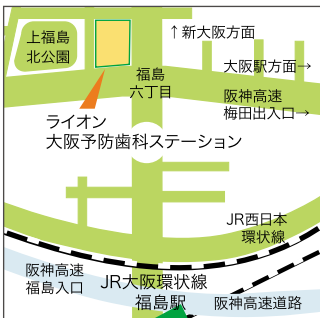 上福島
北公園
↑新大阪方面
大阪駅方面→
福島
六丁目
阪神高速
梅田出入口→
ライオン
大阪予防歯科ステーション
JR西日本
環状線
阪神高速
福島入口
JR大阪環状線
福島駅
阪神高速道路